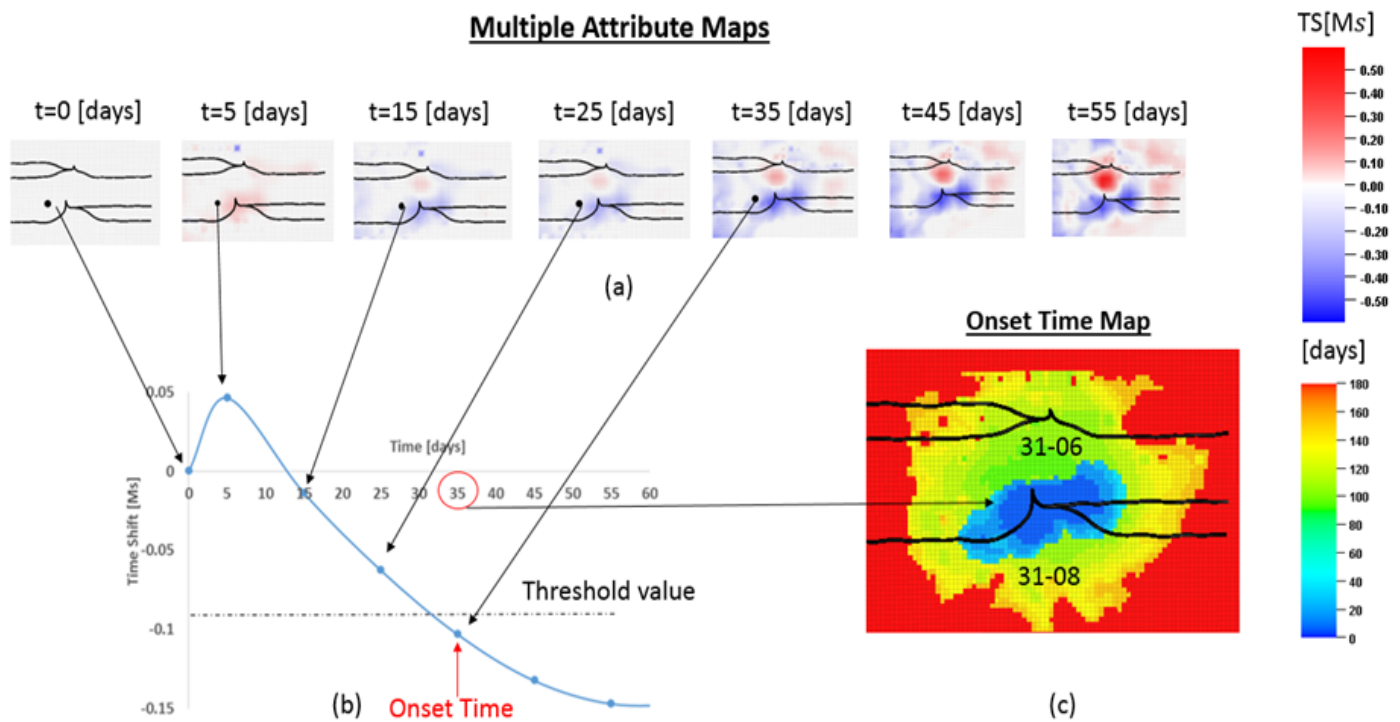 Multiple Attribute Maps
TS[Ms]
0.50
0.40
0.30
0.20
0.10
0.00
-0.10
-0.20
-0.30
-0.40
-0.50
t=0 [days]
t=5 [days]
t=15 [days]
t=25 [days]
t=35 [days]
t=45 [days]
t=55 [days]
(a)
Onset Time Map
[days]
180
160
140
120
100
80
60
40
20
0
31-06
31-08
(c)
0.05
0
-0.05
-0.1
-0.15
Time Shift [Ms]
Time [days]
0 5 10 15 20 25 30 35 40 45 50 55 60
Threshold value
Onset Time
(b)